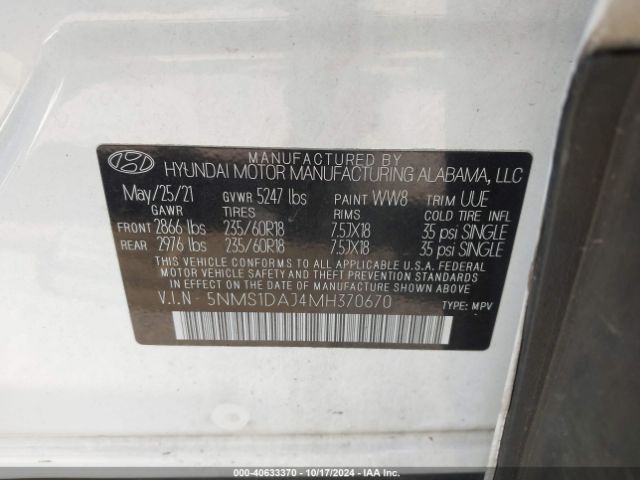 MANUFACTURED BY
HYUNDAI MOTOR MANUFACTURING ALABAMA, LLC
May/25/21 GVWR 5247 lbs PAINT WW8 TRIM UUE
GAWR TIRES RIMS COLD TIRE INFL
FRONT 2866 lbs 235/60R18 7.5JX18 35 psi SINGLE
REAR 2976 lbs 235/60R18 7.5JX18 35 psi SINGLE
THIS VEHICLE CONFORMS TO ALL APPLICABLE U.S.A. FEDERAL
MOTOR VEHICLE SAFETY AND THEFT PREVENTION STANDARDS
IN EFFECT ON THE DATE OF MANUFACTURE SHOWN ABOVE.
V.I.N - 5NMS1DAJ4MH370670 TYPE: MPV
000-40633370 | 10/17/2024 | IAA Inc.